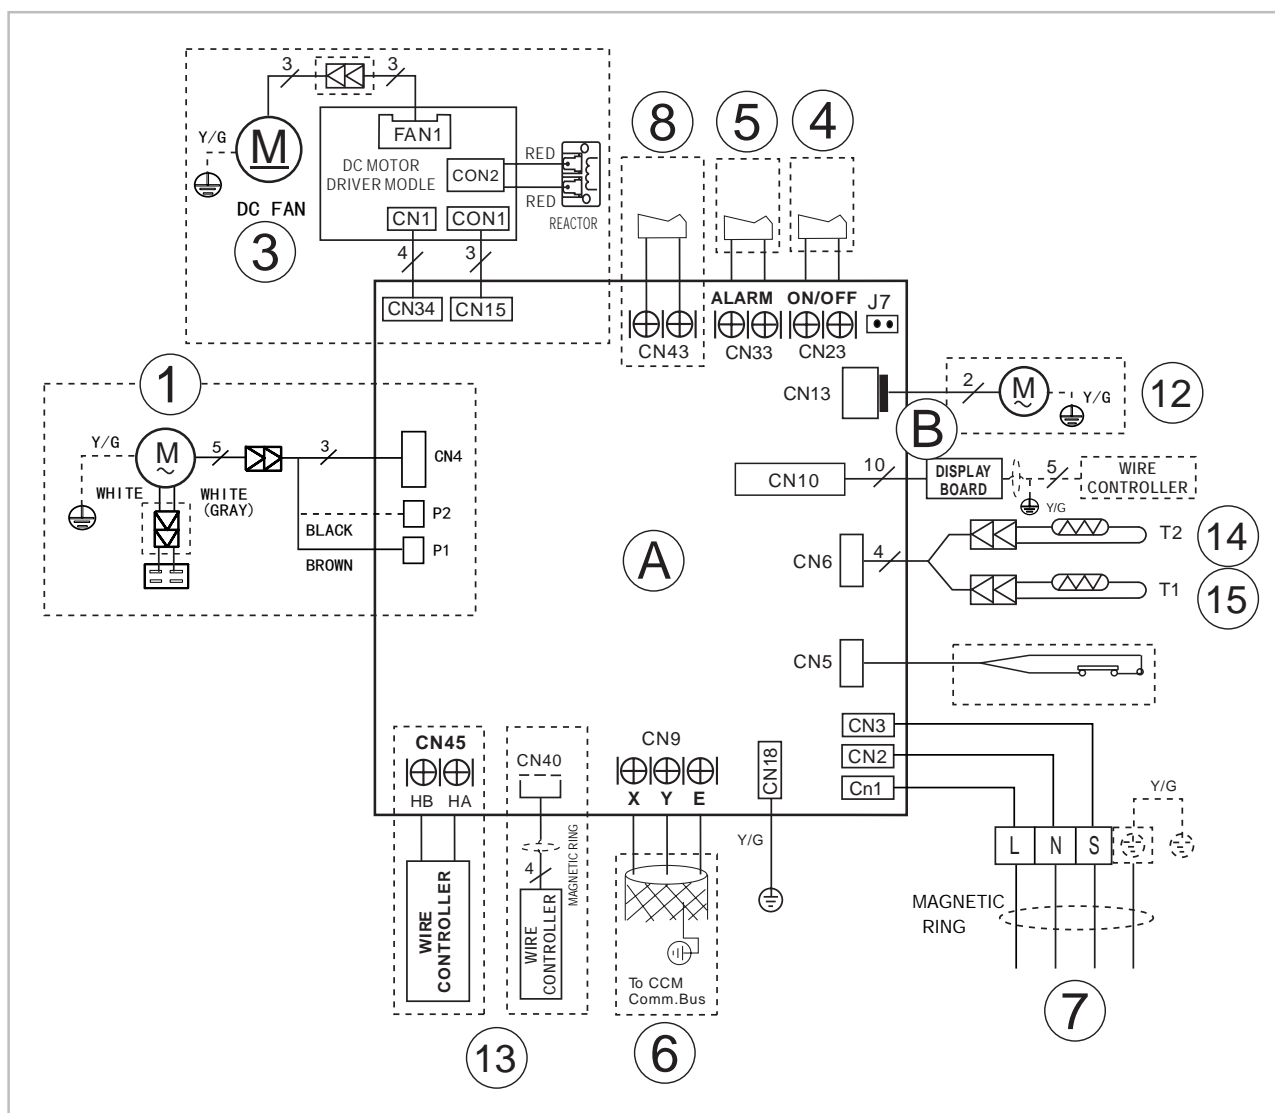 3
3
8
5
4
Y/G
M
FAN1
DC MOTOR
DRIVER MODLE
CON2
RED
RED
REACTOR
DC FAN
3
CN1
CON1
4
3
CN34
CN15
ALARM
ON/OFF
J7
CN43
CN33
CN23
1
CN13
2
M
~
Y/G
12
B
Y/G
M
~
5
3
CN4
WHITE
WHITE
(GRAY)
BLACK
P2
BROWN
P1
CN10
10
DISPLAY
BOARD
5
WIRE
CONTROLLER
Y/G
A
CN6
4
T2
14
T1
15
CN5
CN3
CN2
Cn1
CN45
HB
HA
CN40
CN9
X
Y
E
CN18
Y/G
Y/G
L
N
S
MAGNETIC
RING
4
MAGNETIC RING
WIRE
CONTROLLER
WIRE
CONTROLLER
To CCM
Comm.Bus
13
6
7